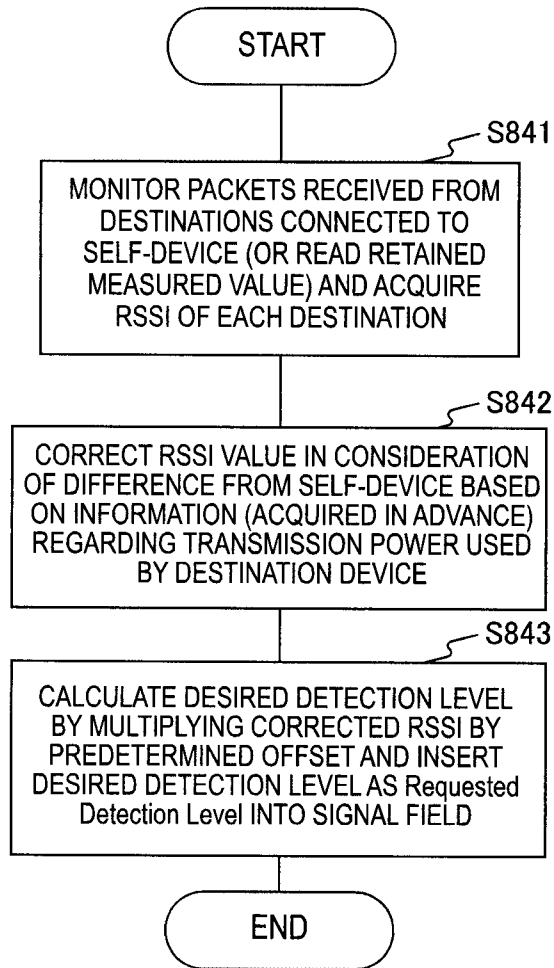 START
S841
MONITOR PACKETS RECEIVED FROM
DESTINATIONS CONNECTED TO
SELF-DEVICE (OR READ RETAINED
MEASURED VALUE) AND ACQUIRE
RSSI OF EACH DESTINATION
S842
CORRECT RSSI VALUE IN CONSIDERATION
OF DIFFERENCE FROM SELF-DEVICE BASED
ON INFORMATION (ACQUIRED IN ADVANCE)
REGARDING TRANSMISSION POWER USED
BY DESTINATION DEVICE
S843
CALCULATE DESIRED DETECTION LEVEL
BY MULTIPLYING CORRECTED RSSI BY
PREDETERMINED OFFSET AND INSERT
DESIRED DETECTION LEVEL AS Requested
Detection Level INTO SIGNAL FIELD
END